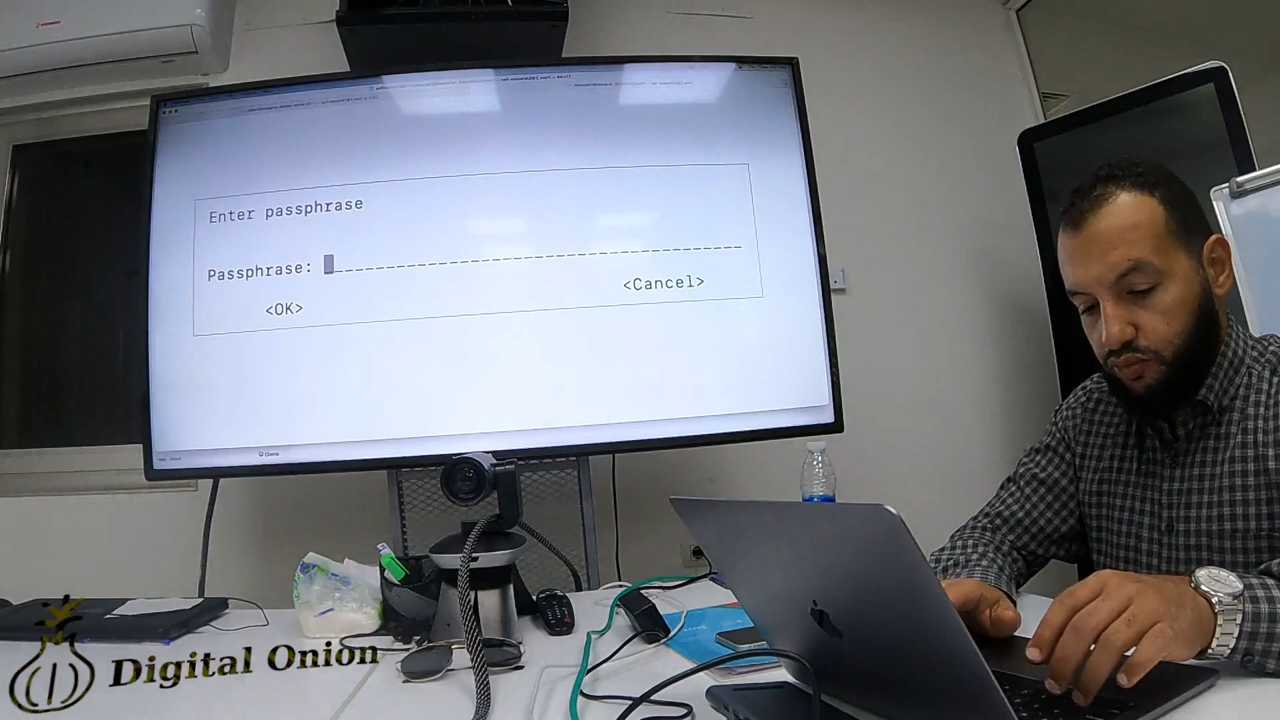 Enter passphrase
Passphrase:
<Cancel>
<OK>
Digital Onion